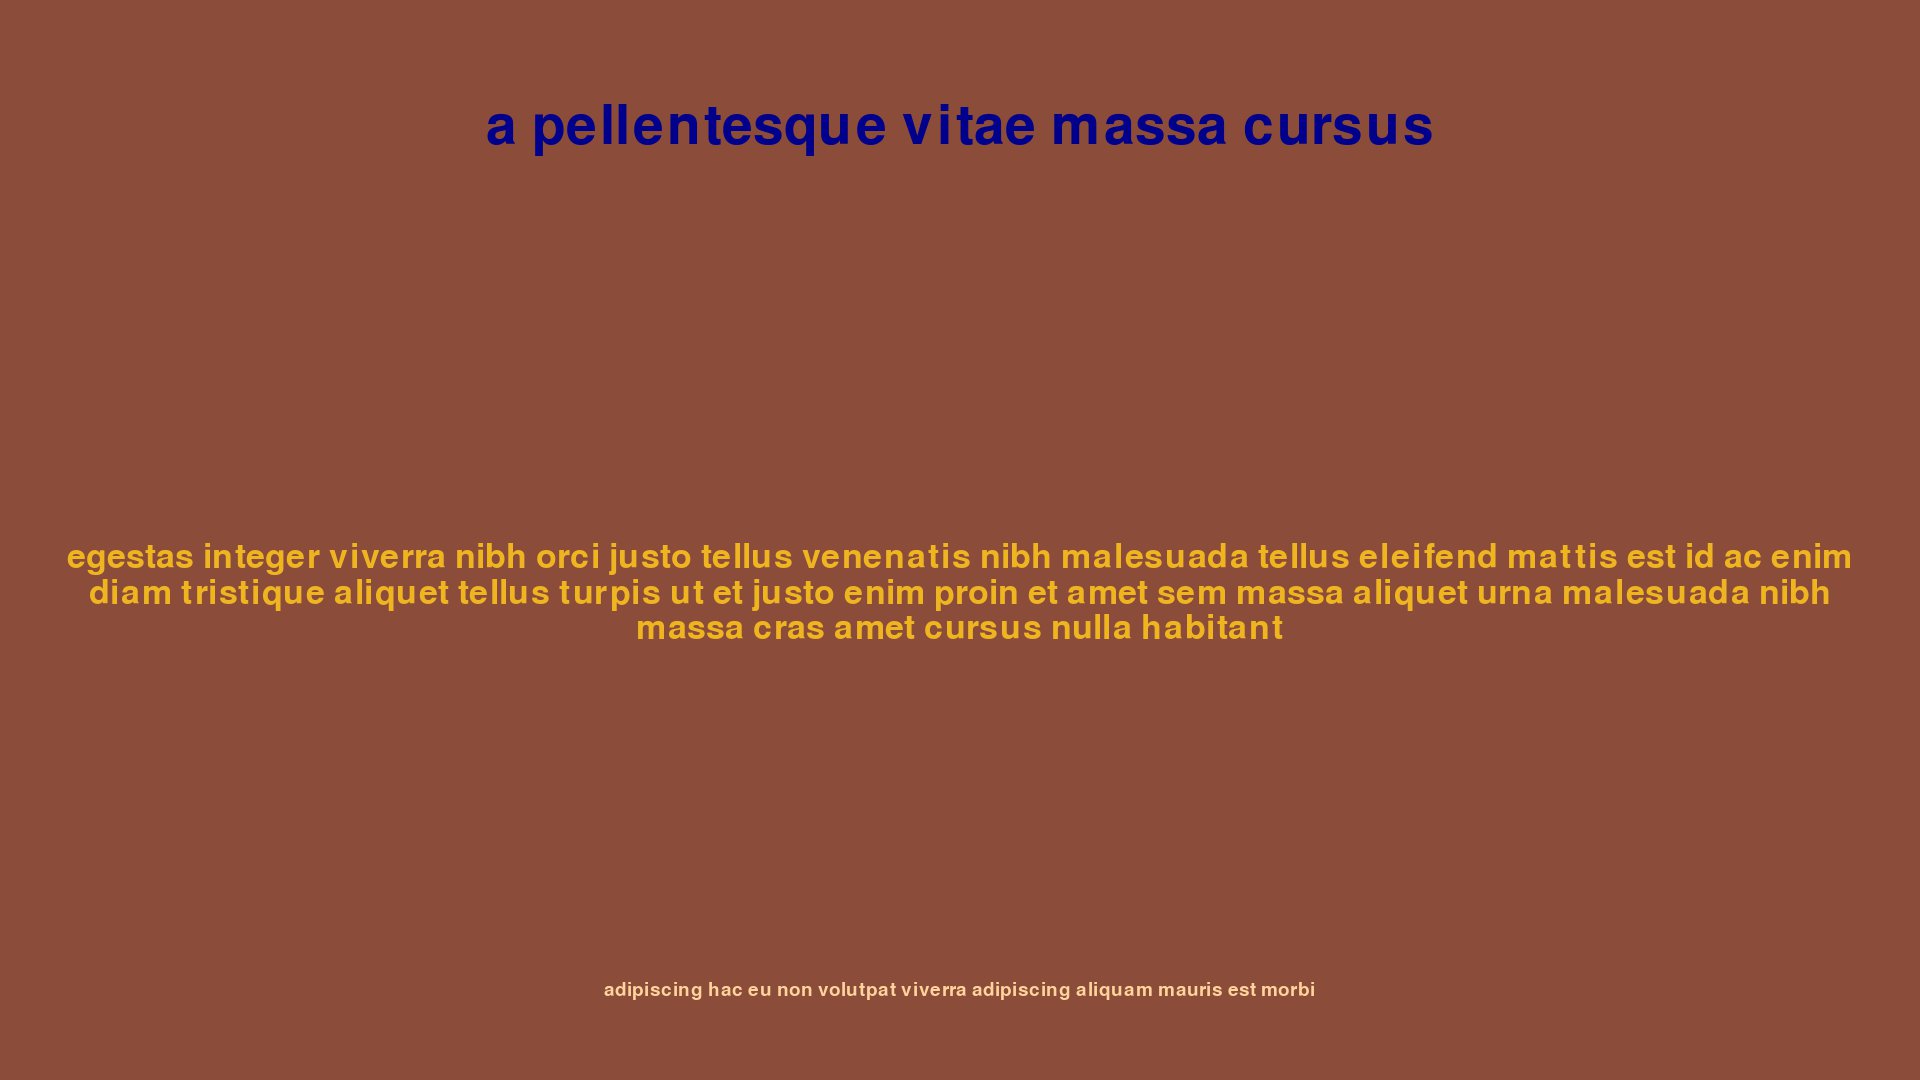 a pellentesque vitae massa cursus
egestas integer viverra nibh orci justo tellus venenatis nibh malesuada tellus eleifend mattis est id ac enim
diam tristique aliquet tellus turpis ut et justo enim proin et amet sem massa aliquet urna malesuada nibh
massa cras amet cursus nulla habitant
adipiscing hac eu non volutpat viverra adipiscing aliquam mauris est morbi